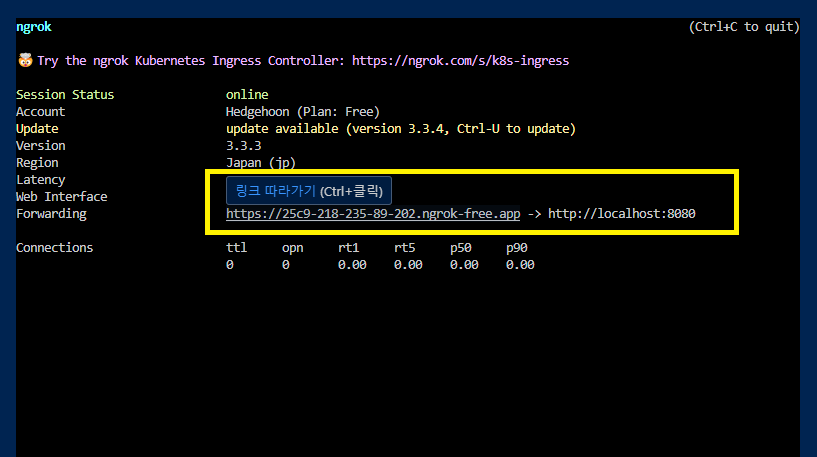 ngrok (Ctrl+C to quit)
🤯 Try the ngrok Kubernetes Ingress Controller: https://ngrok.com/s/k8s-ingress
Session Status online
Account Hedgehoon (Plan: Free)
Update update available (version 3.3.4, Ctrl-U to update)
Version 3.3.3
Region Japan (jp)
Latency
링크 따라가기 (Ctrl+클릭)
Web Interface
Forwarding https://25c9-218-235-89-202.ngrok-free.app -> http://localhost:8080
Connections ttl opn rt1 rt5 p50 p90
0 0 0.00 0.00 0.00 0.00